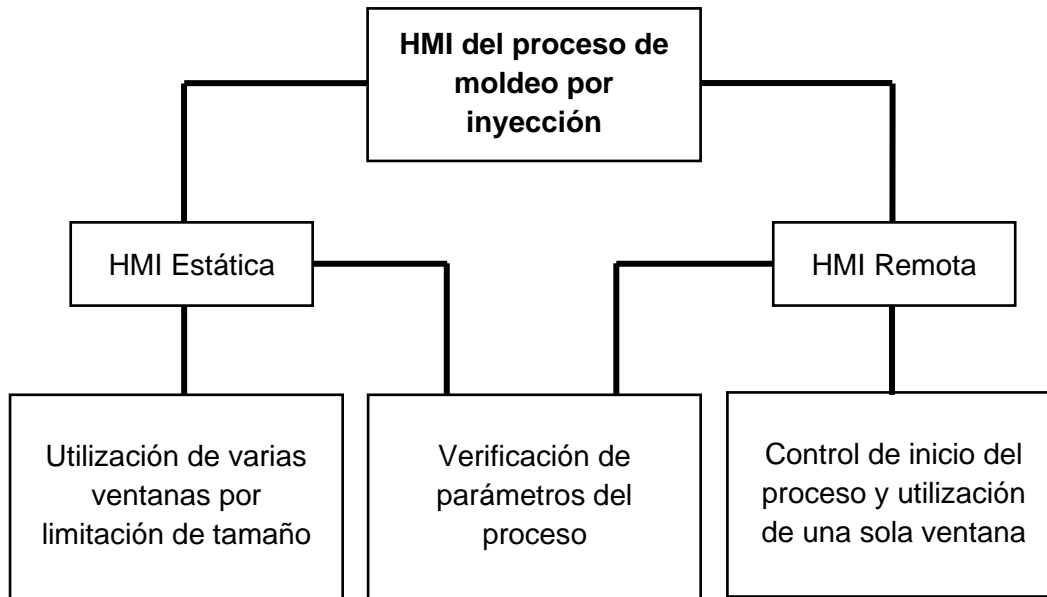 HMI del proceso de
moldeo por
inyección
HMI Estática
HMI Remota
Utilización de varias
ventanas por
limitación de tamaño
Verificación de
parámetros del
proceso
Control de inicio del
proceso y utilización
de una sola ventana